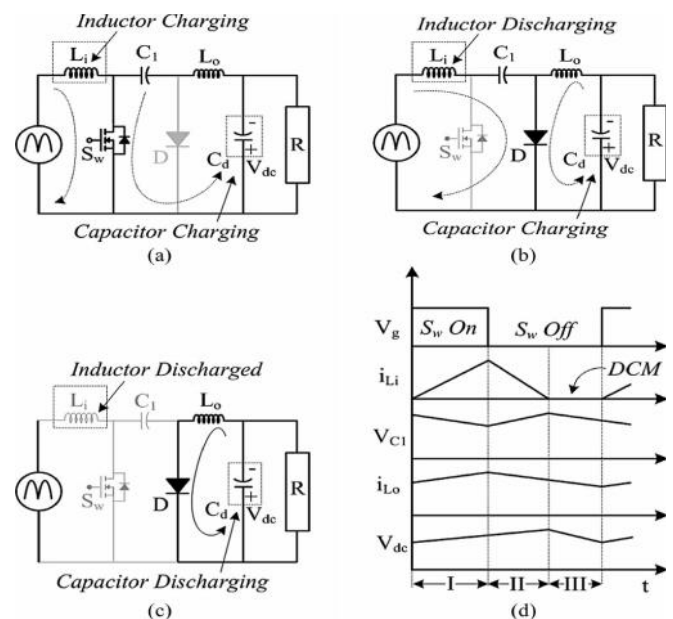 Inductor Charging
Li C1 Lo
Sw D Cd - + Vdc R
Capacitor Charging
(a)
Inductor Discharging
Li C1 Lo
Sw D Cd - + Vdc R
Capacitor Charging
(b)
Inductor Discharged
Li C1 Lo
Sw D Cd - + Vdc R
Capacitor Discharging
(c)
Vg Sw On Sw Off
iLi DCM
VC1
iLo
Vdc
I II III t
(d)